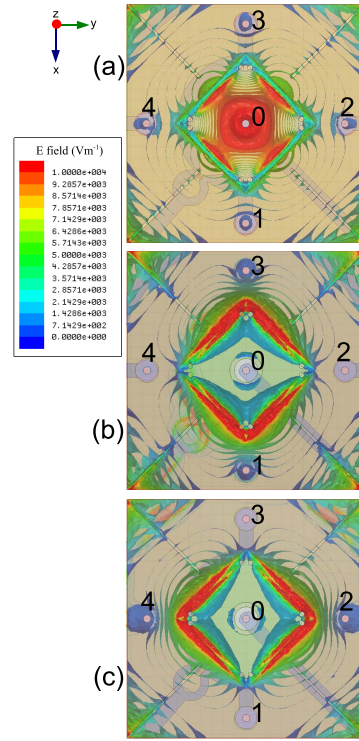 z
y
x
(a)
3
4
0
2
1
E field (Vm⁻¹)
1.0000e+004
9.2857e+003
8.5714e+003
7.8571e+003
7.1429e+003
6.4286e+003
5.7143e+003
5.0000e+003
4.2857e+003
3.5714e+003
2.8571e+003
2.1429e+003
1.4286e+003
7.1429e+002
0.0000e+000
(b)
3
4
0
2
1
(c)
3
4
0
2
1